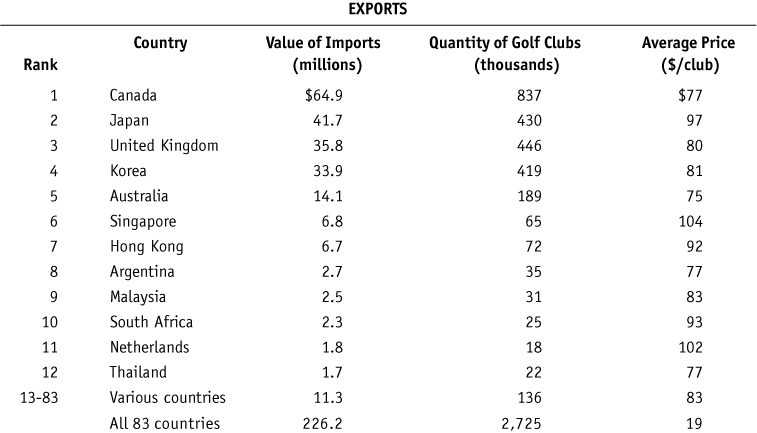 EXPORTS
Country Value of Imports Quantity of Golf Clubs Average Price
Rank (millions) (thousands) ($/club)
1 Canada $64.9 837 $77
2 Japan 41.7 430 97
3 United Kingdom 35.8 446 80
4 Korea 33.9 419 81
5 Australia 14.1 189 75
6 Singapore 6.8 65 104
7 Hong Kong 6.7 72 92
8 Argentina 2.7 35 77
9 Malaysia 2.5 31 83
10 South Africa 2.3 25 93
11 Netherlands 1.8 18 102
12 Thailand 1.7 22 77
13-83 Various countries 11.3 136 83
All 83 countries 226.2 2,725 19